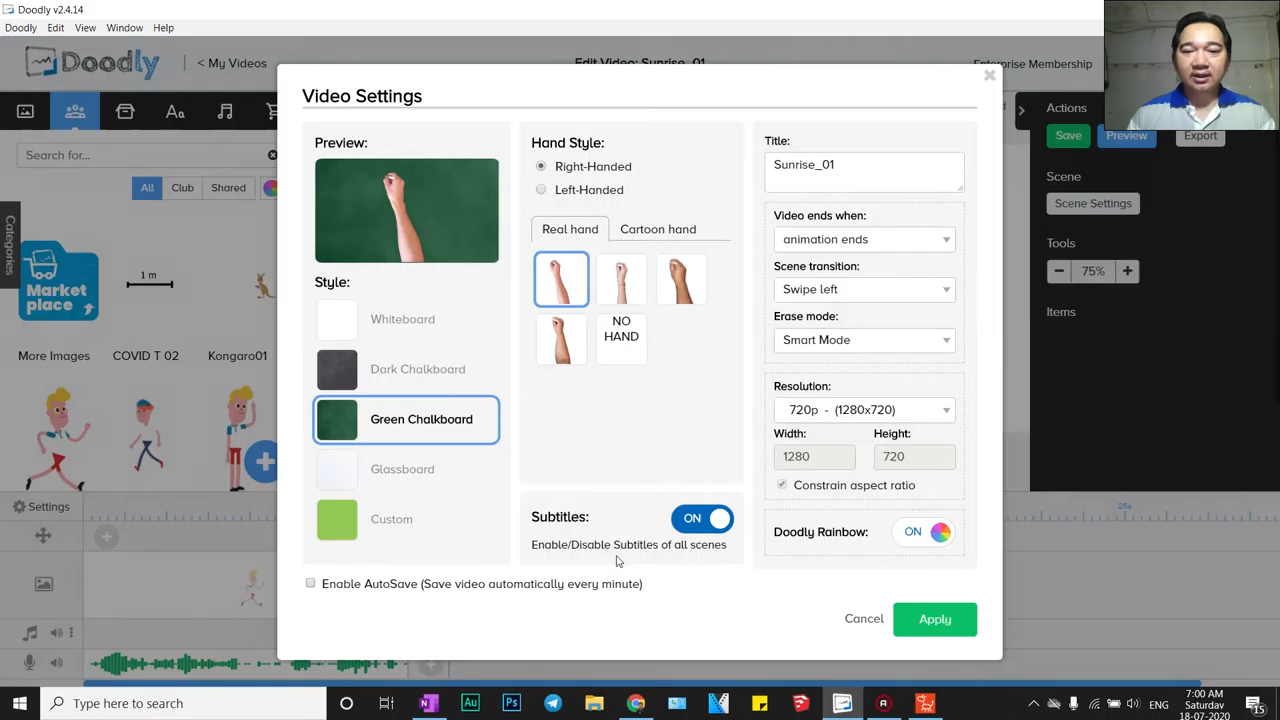 Doodly v2.4.14
Doodly Edit View Window Help
Doodly
< My Videos
Edit Video: Sunrise_01
Enterprise Membership
Aa
Search for...
All Club Shared
Categories
Market place
1 m
More Images COVID T 02 Kongaro01
Settings
Video Settings
Preview:
Style:
Whiteboard
Dark Chalkboard
Green Chalkboard
Glassboard
Custom
Enable AutoSave (Save video automatically every minute)
Hand Style:
Right-Handed
Left-Handed
Real hand Cartoon hand
NO HAND
Subtitles:
ON
Enable/Disable Subtitles of all scenes
Title:
Sunrise_01
Video ends when:
animation ends
Scene transition:
Swipe left
Erase mode:
Smart Mode
Resolution:
720p - (1280x720)
Width: Height:
1280 720
Constrain aspect ratio
Doodly Rainbow: ON
Cancel Apply
Actions
Save Preview Export
Scene
Scene Settings
Tools
75%
Items
25s
Type here to search
Au
Ps
ENG
7:00 AM
Saturday
18-07-2020
15